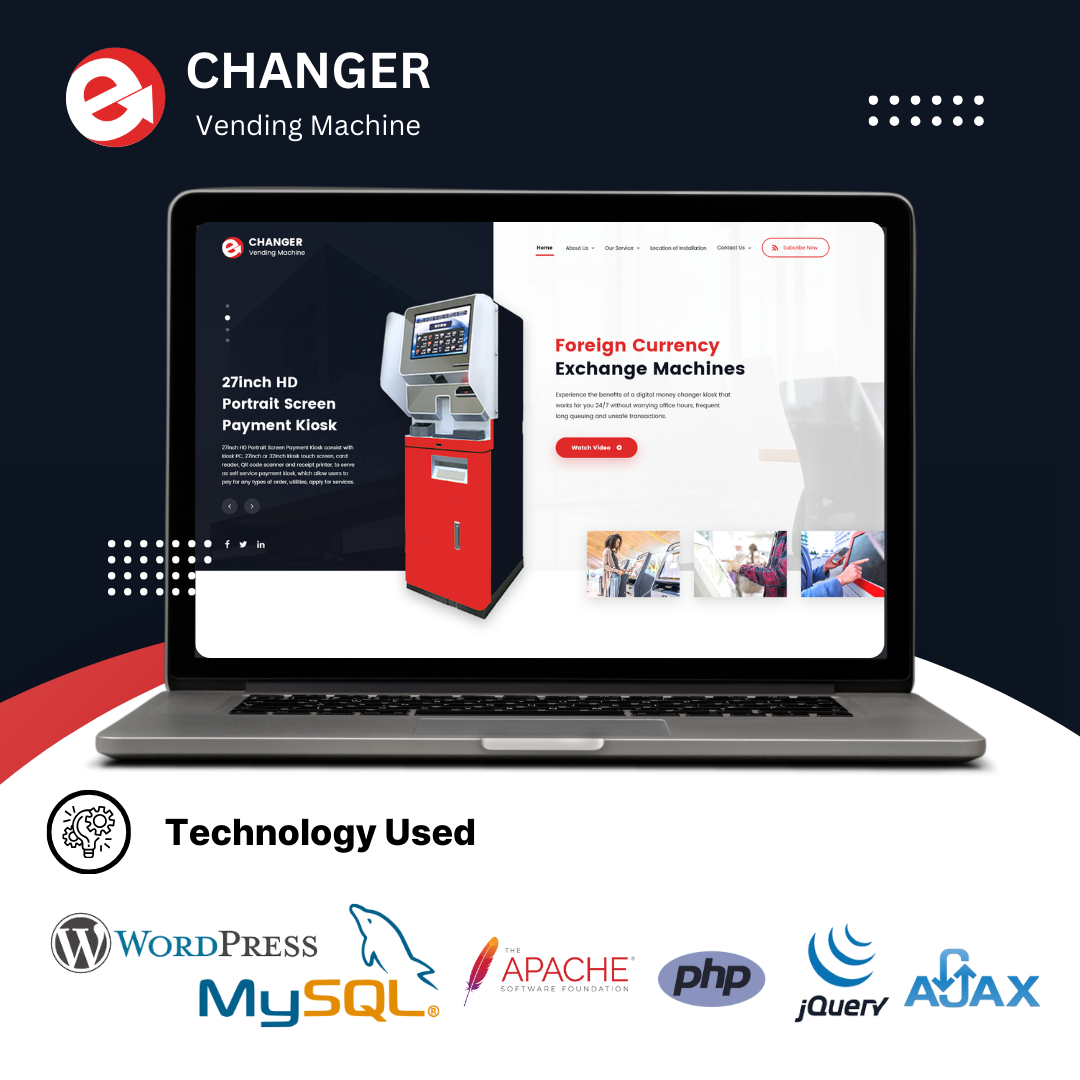 e CHANGER
Vending Machine
e CHANGER
Vending Machine
Home About Us Our Service Location of Installation Contact Us Subcribe Now
27inch HD
Portrait Screen
Payment Kiosk
27inch HD Portrait Screen Payment Kiosk consist with
kiosk PC, 27inch or 32inch kiosk touch screen, card
reader, QR code scanner and receipt printer, to serve
as self service payment kiosk, which allow users to
pay for any types of order, utilities, apply for services.
Foreign Currency
Exchange Machines
Experience the benefits of a digital money changer kiosk that
works for you 24/7 without worrying office hours, frequent
long queuing and unsafe transactions.
Watch Video
f in
Technology Used
W WORDPRESS
MySQL®
THE
APACHE®
SOFTWARE FOUNDATION
php
jQuery
AJAX